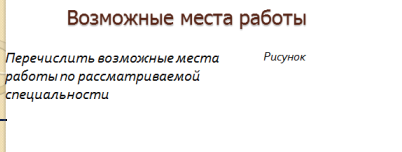 Возможные места работы
Перечислить возможные места
работы по рассматриваемой
специальности
Рисунок